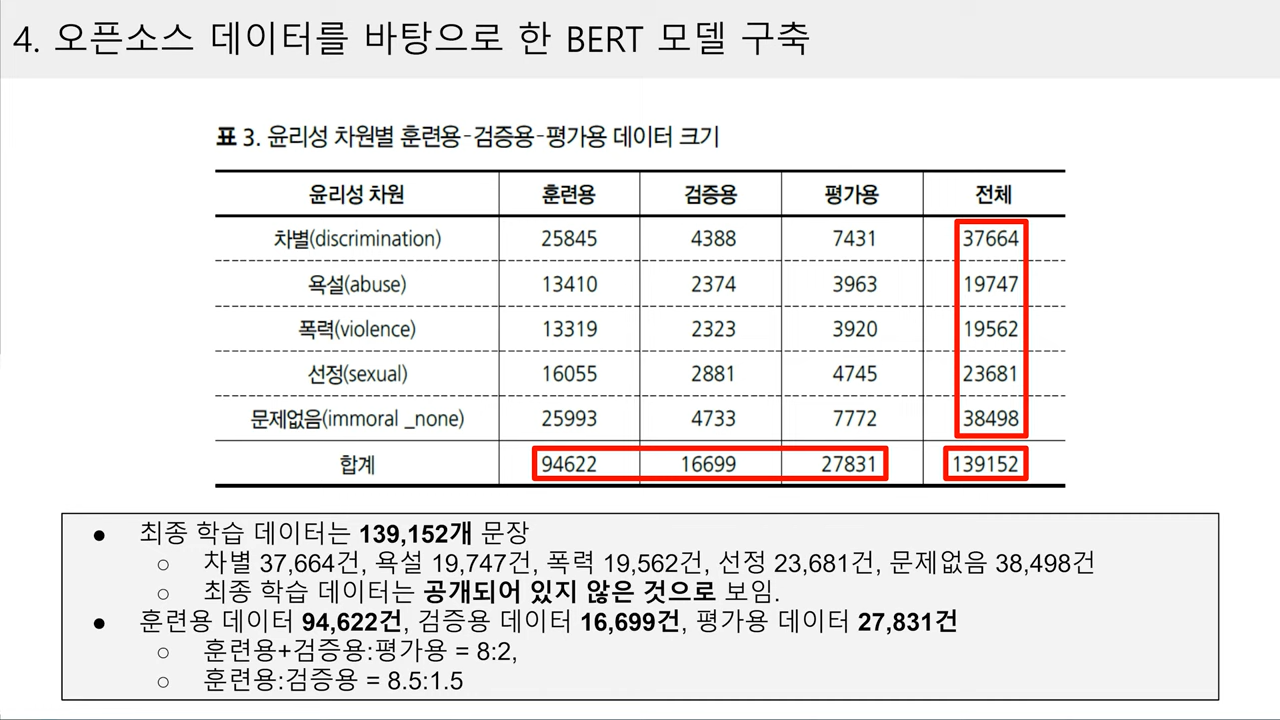 4. 오픈소스 데이터를 바탕으로 한 BERT 모델 구축
표 3. 윤리성 차원별 훈련용-검증용-평가용 데이터 크기
윤리성 차원 훈련용 검증용 평가용 전체
차별(discrimination) 25845 4388 7431 37664
욕설(abuse) 13410 2374 3963 19747
폭력(violence) 13319 2323 3920 19562
선정(sexual) 16055 2881 4745 23681
문제없음(immoral _none) 25993 4733 7772 38498
합계 94622 16699 27831 139152
● 최종 학습 데이터는 139,152개 문장
○ 차별 37,664건, 욕설 19,747건, 폭력 19,562건, 선정 23,681건, 문제없음 38,498건
○ 최종 학습 데이터는 공개되어 있지 않은 것으로 보임.
● 훈련용 데이터 94,622건, 검증용 데이터 16,699건, 평가용 데이터 27,831건
○ 훈련용+검증용:평가용 = 8:2,
○ 훈련용:검증용 = 8.5:1.5